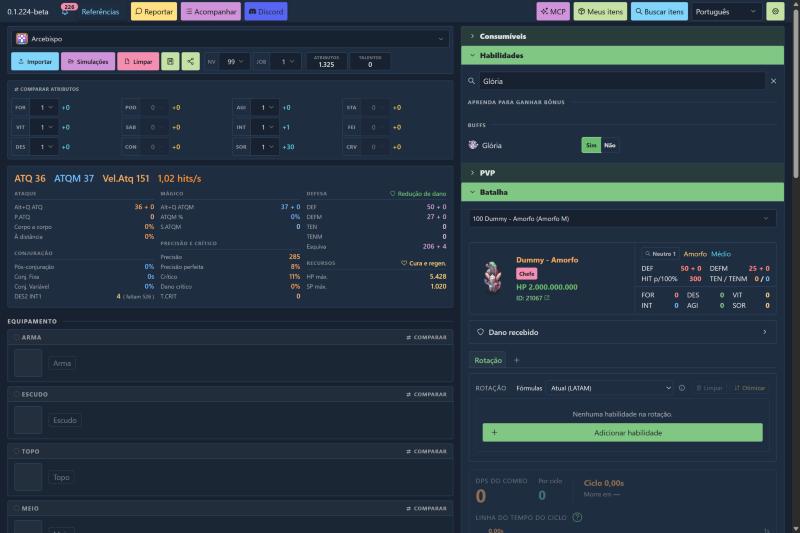 0.1.224-beta
226
Referências
Reportar
Acompanhar
Discord
MCP
Meus itens
Buscar itens
Português
Arcebispo
Importar
Simulações
Limpar
NV
99
JOB
1
ATRIBUTOS
1.325
TALENTOS
0
COMPARAR ATRIBUTOS
FOR 1 +0
POD 0 +0
AGI 1 +0
STA 0 +0
VIT 1 +0
SAB 0 +0
INT 1 +1
FEI 0 +0
DES 1 +0
CON 0 +0
SOR 1 +30
CRV 0 +0
ATQ 36 ATQM 37 Vel.Atq 151 1,02 hits/s
ATAQUE
Alt+Q ATQ 36 + 0
P.ATQ 0
Corpo a corpo 0%
À distância 0%
CONJURAÇÃO
Pós-conjuração 0%
Conj. Fixa 0s
Conj. Variável 0%
DES2 INT1 4 ( faltam 526 )
MÁGICO
Alt+Q ATQM 37 + 0
ATQM % 0%
S.ATQM 0
PRECISÃO E CRÍTICO
Precisão 285
Precisão perfeita 8%
Crítico 11%
Dano crítico 0%
T.CRIT 0
DEFESA
Redução de dano
DEF 50 + 0
DEFM 27 + 0
TEN 0
TENM 0
Esquiva 206 + 4
RECURSOS
Cura e regen.
HP máx. 5.428
SP máx. 1.020
EQUIPAMENTO
ARMA
COMPARAR
Arma
ESCUDO
COMPARAR
Escudo
TOPO
COMPARAR
Topo
MEIO
COMPARAR
Consumíveis
Habilidades
Glória
APRENDA PARA GANHAR BÔNUS
BUFFS
Glória
Sim
Não
PVP
Batalha
100 Dummy - Amorfo (Amorfo M)
Dummy - Amorfo
Chefe
HP 2.000.000.000
ID: 21067
Neutro 1 Amorfo Médio
DEF 50 + 0 DEFM 25 + 0
HIT p/100% 300 TEN / TENM 0 / 0
FOR 0 DES 0 VIT 0
INT 0 AGI 0 SOR 0
Dano recebido
Rotação
+
ROTAÇÃO
Fórmulas
Atual (LATAM)
Limpar
Otimizar
Nenhuma habilidade na rotação.
+ Adicionar habilidade
DPS DO COMBO
0
Por ciclo
0
Ciclo 0,00s
Morre em —
LINHA DO TEMPO DO CICLO ?
0.00s
1s